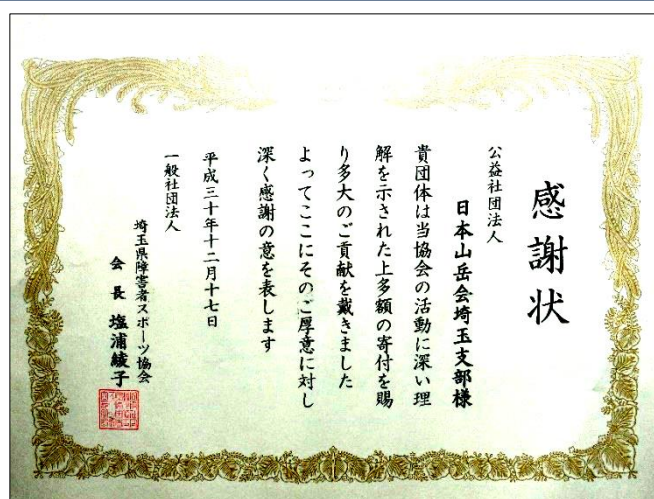 感謝状
公益社団法人
日本山岳会埼玉支部様
貴団体は当協会の活動に深い理
解を示された上多額の寄付を賜
り多大のご貢献を戴きました
よってここにそのご厚意に対し
深く感謝の意を表します
平成三十年十二月十七日
一般社団法人
埼玉県障害者スポーツ協会
会長 塩浦綾子